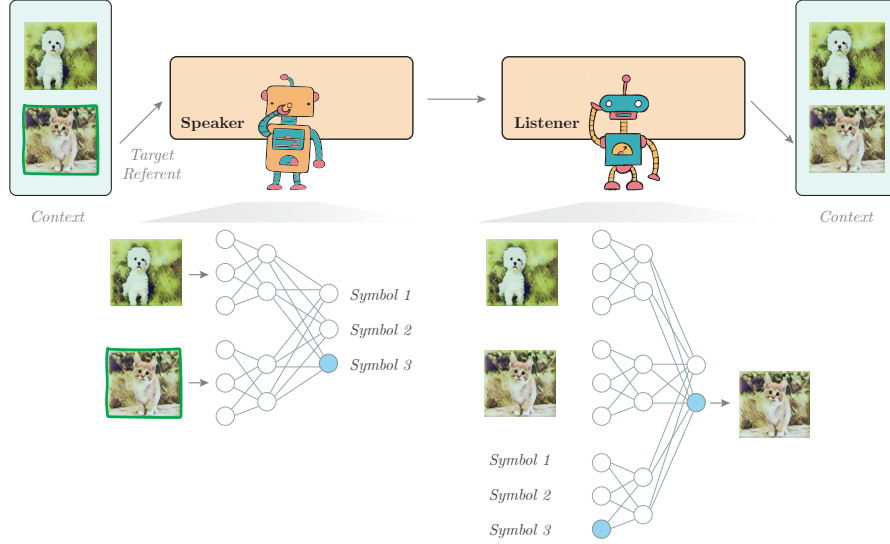 Speaker
Listener
Target
Referent
Context
Context
Symbol 1
Symbol 2
Symbol 3
Symbol 1
Symbol 2
Symbol 3